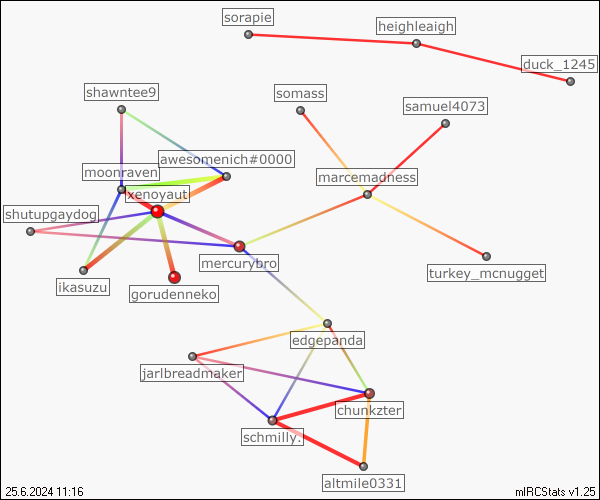 sorapie
heighleaigh
duck_1245
shawntee9
somass
samuel4073
awesomenich#0000
moonraven
marcemadness
xenoyaut
shutupgaydog
mercurybro
turkey_mcnugget
ikasuzu
gorudenneko
edgepanda
jarlbreadmaker
chunkzter
schmilly.
altmile0331
25.6.2024 11:16
mIRCStats v1.25